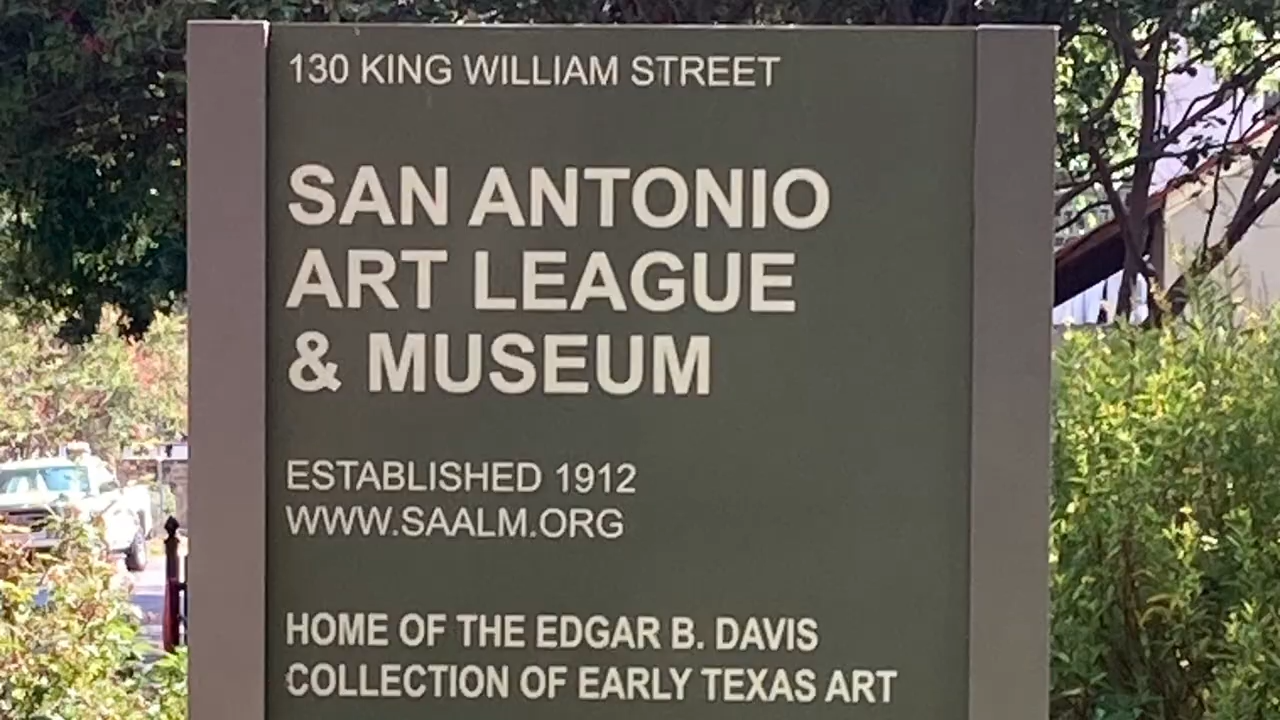 130 KING WILLIAM STREET
SAN ANTONIO
ART LEAGUE
& MUSEUM
ESTABLISHED 1912
WWW.SAALM.ORG
HOME OF THE EDGAR B. DAVIS
COLLECTION OF EARLY TEXAS ART